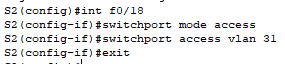 S2(config)#int f0/18
S2(config-if)#switchport mode access
S2(config-if)#switchport access vlan 31
S2(config-if)#exit